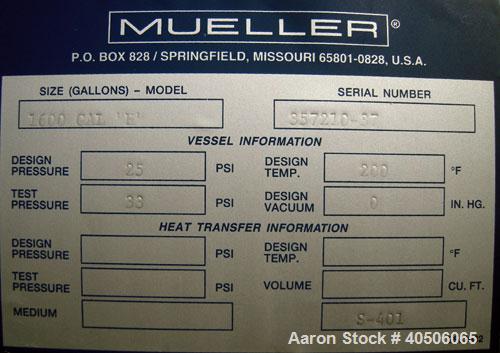 MUELLER®
P.O. BOX 828 / SPRINGFIELD, MISSOURI 65801-0828, U.S.A.
SIZE (GALLONS) – MODEL SERIAL NUMBER
1600 GAL 'F' 357210-37
VESSEL INFORMATION
DESIGN PRESSURE 25 PSI DESIGN TEMP. 200 °F
TEST PRESSURE 33 PSI DESIGN VACUUM 0 IN. HG.
HEAT TRANSFER INFORMATION
DESIGN PRESSURE PSI DESIGN TEMP. °F
TEST PRESSURE PSI VOLUME CU. FT.
MEDIUM S-401
Aaron Stock # 40506065